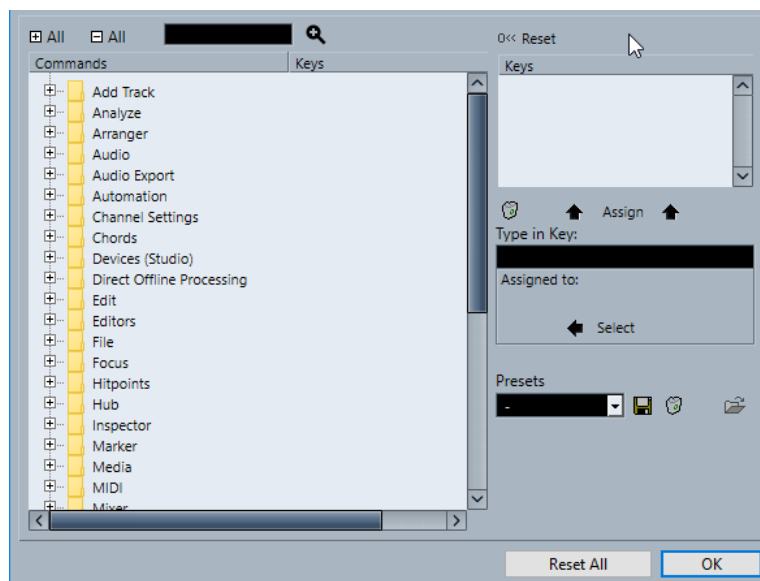 All
All
0<< Reset
Commands
Keys
Keys
Add Track
Analyze
Arranger
Audio
Audio Export
Automation
Channel Settings
Chords
Devices (Studio)
Direct Offline Processing
Edit
Editors
File
Focus
Hitpoints
Hub
Inspector
Marker
Media
MIDI
Mixer
Assign
Type in Key:
Assigned to:
Select
Presets
-
Reset All
OK